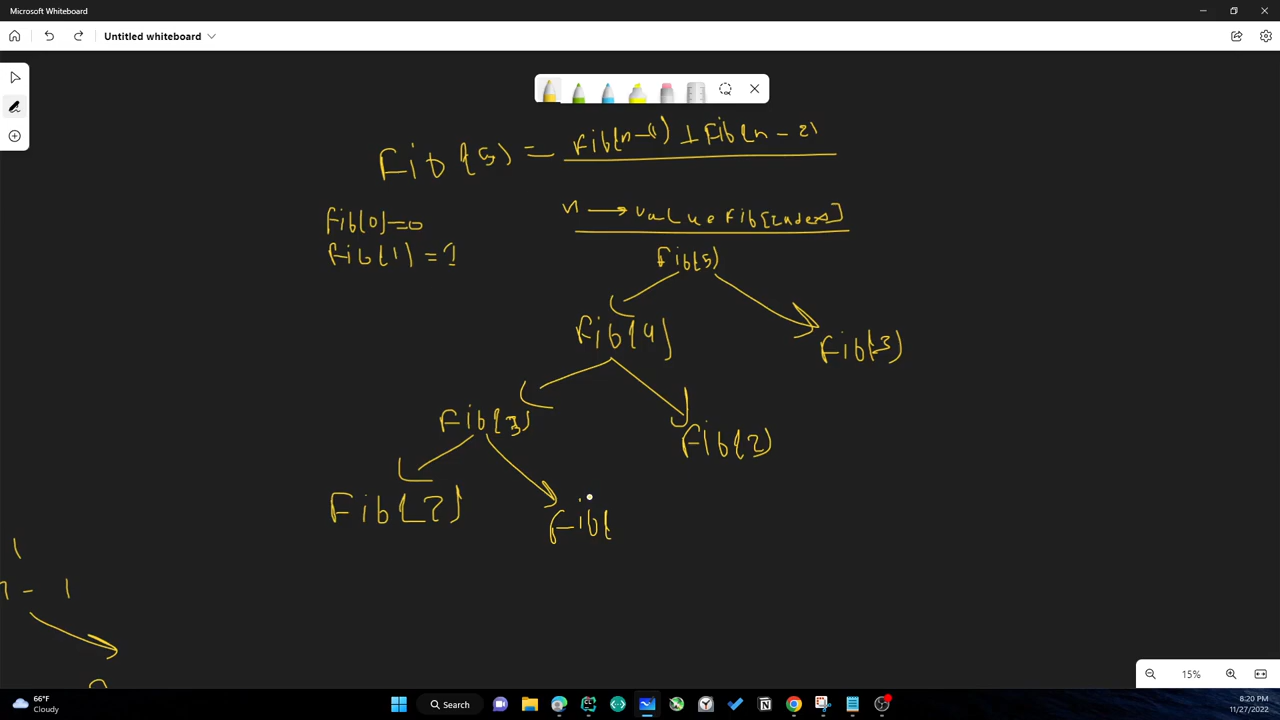 Microsoft Whiteboard
Untitled whiteboard
Fib(5) = Fib(n-1) + Fib(n-2)
Fib(0) = 0
Fib(1) = 1
n → value Fib[index]
Fib(5)
Fib(4)
Fib(3)
Fib(3)
Fib(2)
Fib(2)
Fib(
1
- 1
15%
66°F
Cloudy
Search
8:20 PM
11/27/2022